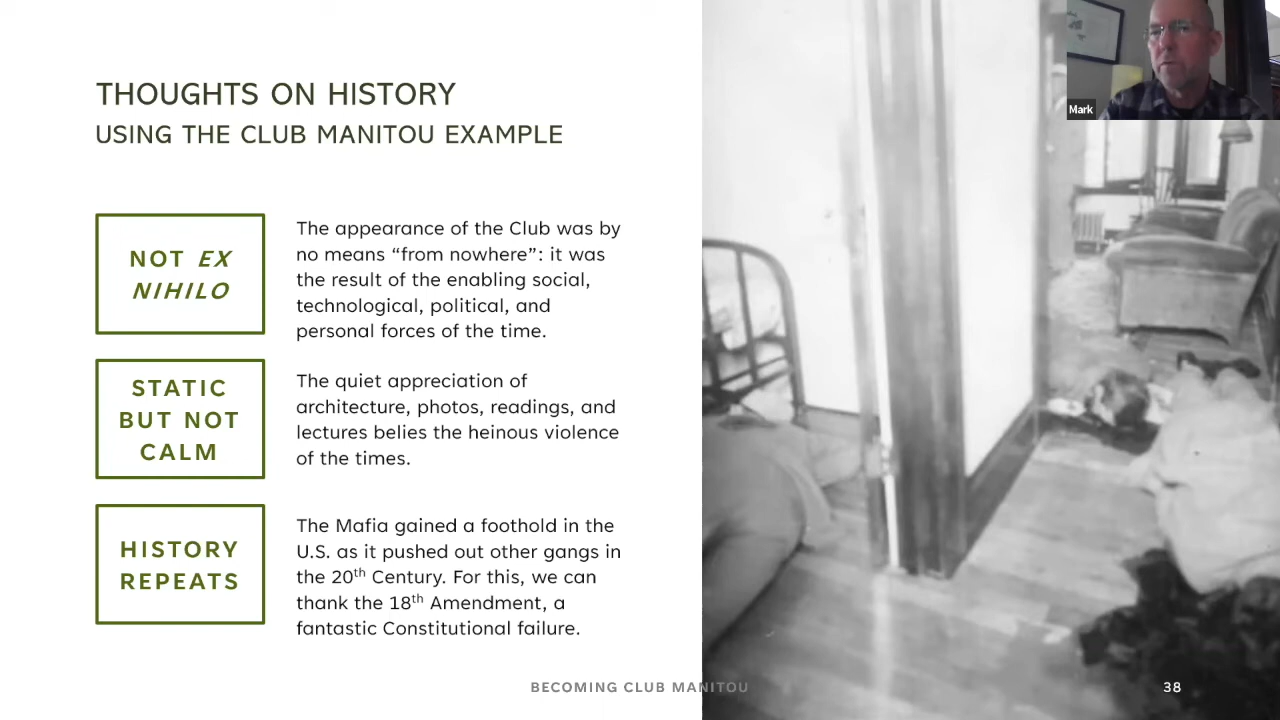 THOUGHTS ON HISTORY
USING THE CLUB MANITOU EXAMPLE
NOT EX
NIHILO
The appearance of the Club was by
no means “from nowhere”: it was
the result of the enabling social,
technological, political, and
personal forces of the time.
STATIC
BUT NOT
CALM
The quiet appreciation of
architecture, photos, readings, and
lectures belies the heinous violence
of the times.
HISTORY
REPEATS
The Mafia gained a foothold in the
U.S. as it pushed out other gangs in
the 20th Century. For this, we can
thank the 18th Amendment, a
fantastic Constitutional failure.
BECOMING CLUB MANITOU
38
Mark